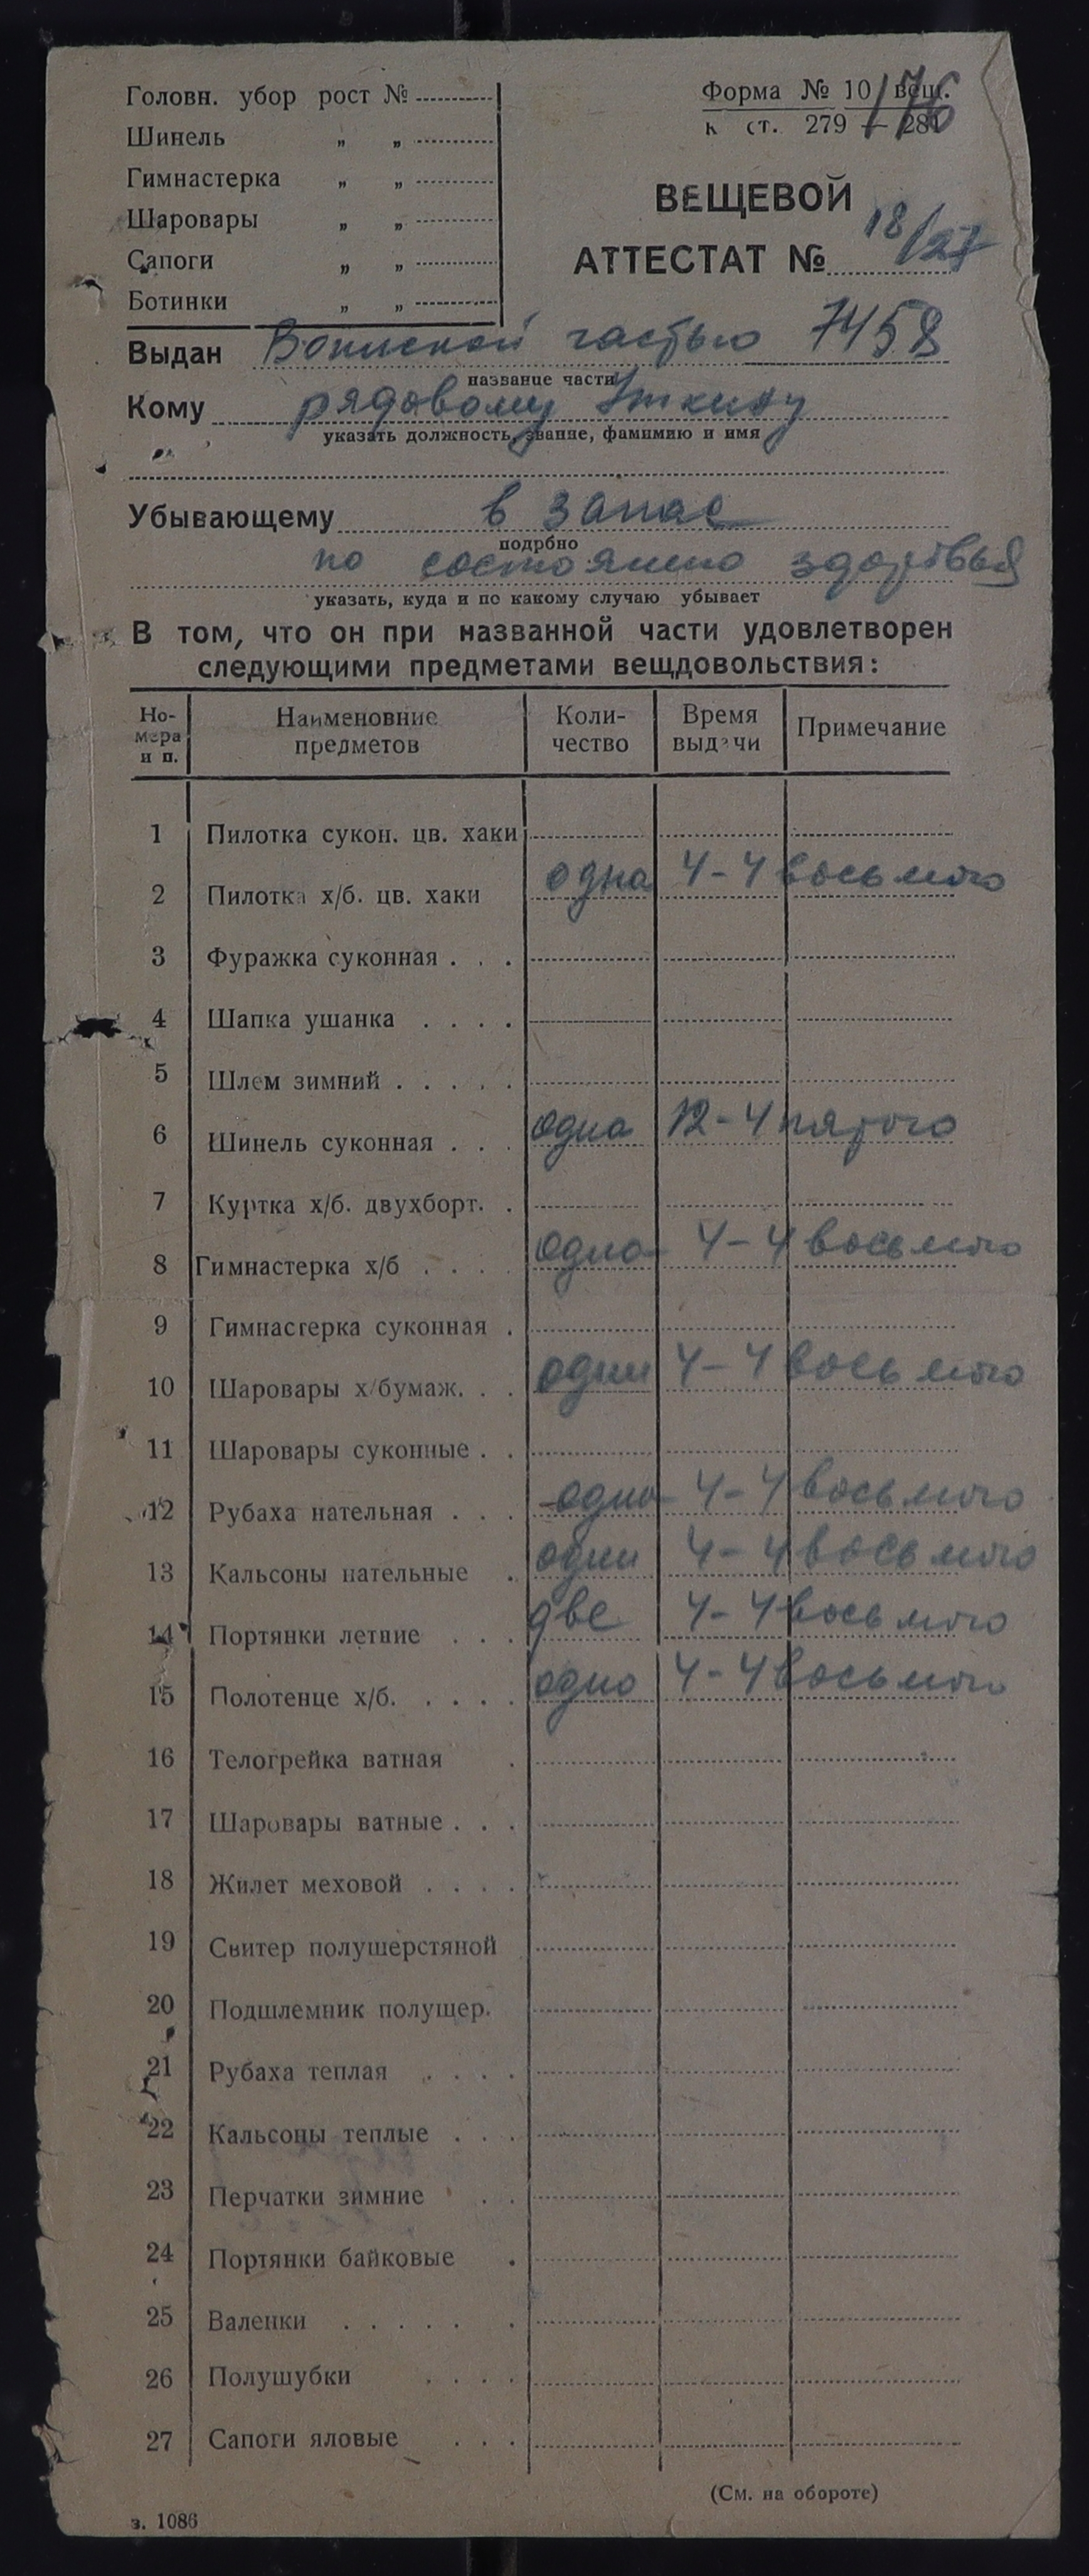 Головн. убор рост №
Шинель " "
Гимнастерка " "
Шаровары " "
Сапоги " "
Ботинки " "
Форма № 10 вещ.
к ст. 279 — 281
176
ВЕЩЕВОЙ
АТТЕСТАТ № 18/27
Выдан Воинской частью 7458
название части
Кому рядовому Уткину
указать должность, звание, фамимию и имя
Убывающему в запас
подрбно
по состоянию здоровья
указать, куда и по какому случаю убывает
В том, что он при названной части удовлетворен
следующими предметами вещдовольствия:
Но-мера и п. Наименовние предметов Коли-чество Время выдачи Примечание
1 Пилотка сукон. цв. хаки
2 Пилотка х/б. цв. хаки одна 4-4 восьмого
3 Фуражка суконная . . .
4 Шапка ушанка . . . .
5 Шлем зимний . . . . .
6 Шинель суконная . . . одна 12-4 пятого
7 Куртка х/б. двухборт. .
8 Гимнастерка х/б . . . . одна 4-4 восьмого
9 Гимнастерка суконная .
10 Шаровары х/бумаж. . . одни 4-4 восьмого
11 Шаровары суконные . .
12 Рубаха нательная . . . одна 4-4 восьмого
13 Кальсоны нательные . одни 4-4 восьмого
14 Портянки летние . . . две 4-4 восьмого
15 Полотенце х/б. . . . . одно 4-4 восьмого
16 Телогрейка ватная .
17 Шаровары ватные . . .
18 Жилет меховой . . . .
19 Свитер полушерстяной
20 Подшлемник полушер.
21 Рубаха теплая . . . .
22 Кальсоны теплые . . .
23 Перчатки зимние . .
24 Портянки байковые .
25 Валенки . . . . . .
26 Полушубки . . . .
27 Сапоги яловые . . .
(См. на обороте)
з. 1086